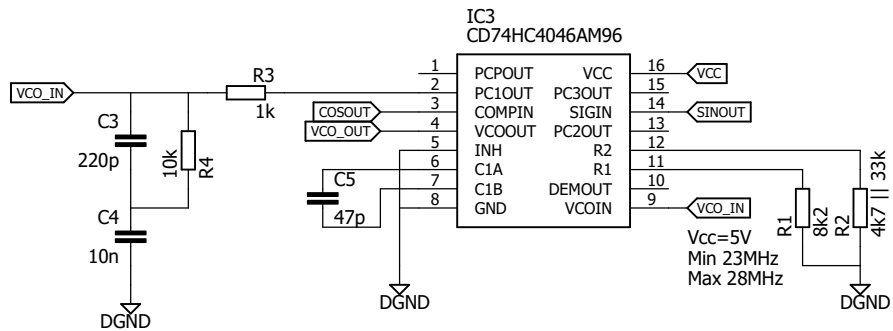 IC3
CD74HC4046AM96
1 PCPOUT VCC 16 VCC
VCO_IN R3 2 PC1OUT PC3OUT 15
1k COSOUT 3 COMPIN SIGIN 14 SINOUT
C3 VCO_OUT 4 VCOOUT PC2OUT 13
220p 10k R4 5 INH R2 12
6 C1A R1 11
C5 7 C1B DEMOUT 10
47p 8 GND VCOIN 9 VCO_IN
C4
10n
R1 8k2 R2 4k7 || 33k
Vcc=5V
Min 23MHz
Max 28MHz
DGND DGND DGND